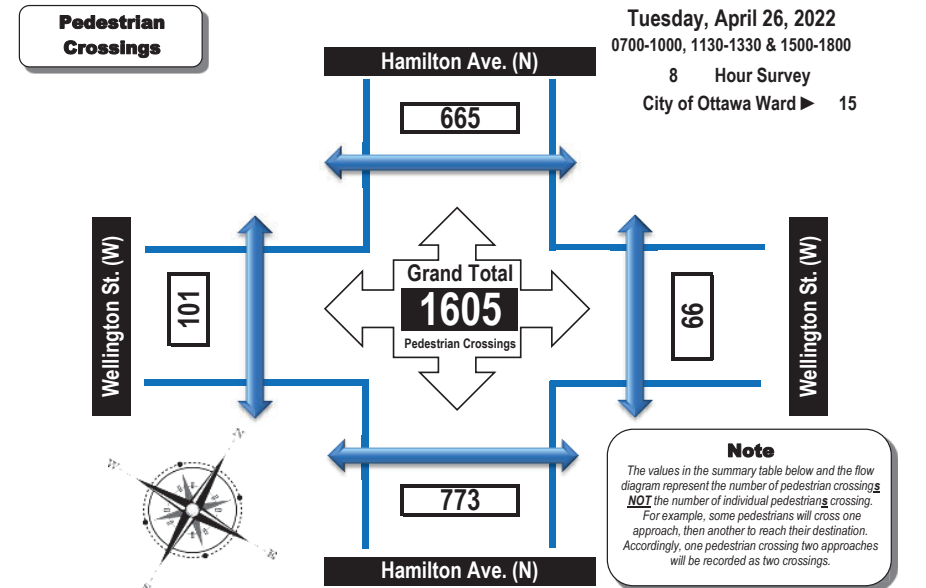 Pedestrian
Crossings
Tuesday, April 26, 2022
0700-1000, 1130-1330 & 1500-1800
8 Hour Survey
City of Ottawa Ward ► 15
Hamilton Ave. (N)
665
Wellington St. (W)
101
Grand Total
1605
Pedestrian Crossings
66
Wellington St. (W)
773
Hamilton Ave. (N)
N
W
E
S
Note
The values in the summary table below and the flow
diagram represent the number of pedestrian crossings
NOT the number of individual pedestrians crossing.
For example, some pedestrians will cross one
approach, then another to reach their destination.
Accordingly, one pedestrian crossing two approaches
will be recorded as two crossings.